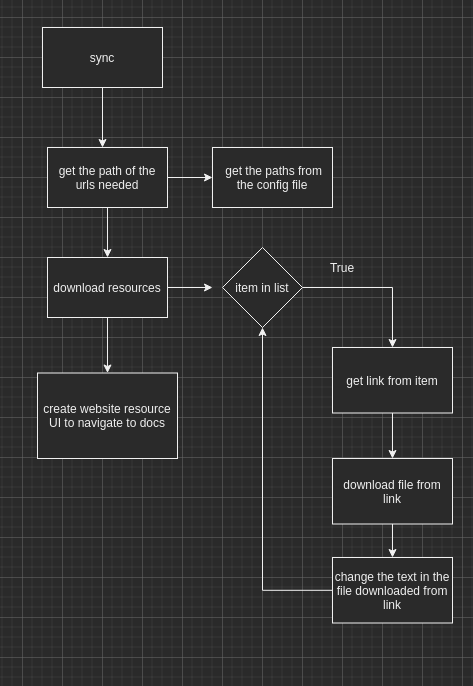 sync
get the path of the
urls needed
get the paths from
the config file
download resources
item in list
True
get link from item
create website resource
UI to navigate to docs
download file from
link
change the text in the
file downloaded from
link